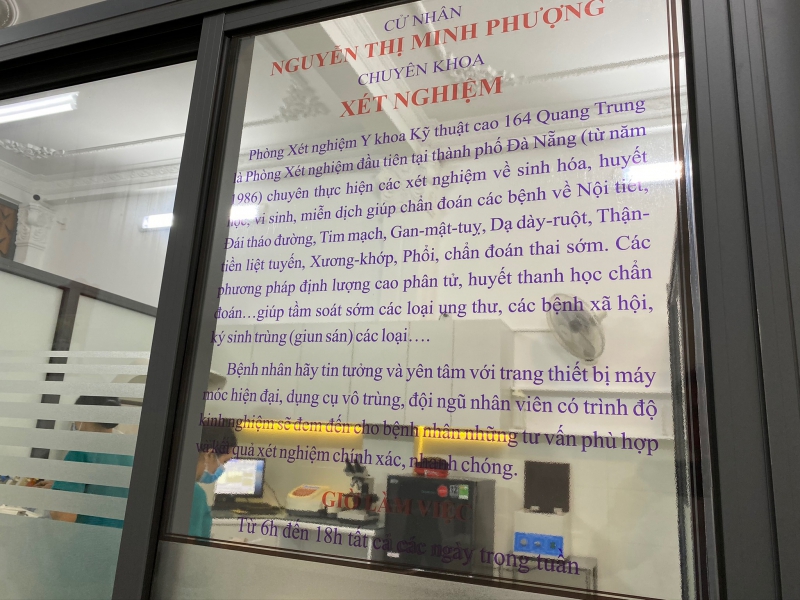 CỬ NHÂN
NGUYỄN THỊ MINH PHƯỢNG
CHUYÊN KHOA
XÉT NGHIỆM
Phòng Xét nghiệm Y khoa Kỹ thuật cao 164 Quang Trung
là Phòng Xét nghiệm đầu tiên tại thành phố Đà Nẵng (từ năm
1986) chuyên thực hiện các xét nghiệm về sinh hóa, huyết
học, vi sinh, miễn dịch giúp chẩn đoán các bệnh về Nội tiết,
Đái tháo đường, Tim mạch, Gan-mật-tuỵ, Dạ dày-ruột, Thận-
tiền liệt tuyến, Xương-khớp, Phổi, chẩn đoán thai sớm. Các
phương pháp định lượng cao phân tử, huyết thanh học chẩn
đoán…giúp tầm soát sớm các loại ung thư, các bệnh xã hội,
ký sinh trùng (giun sán) các loại….
Bệnh nhân hãy tin tưởng và yên tâm với trang thiết bị máy
móc hiện đại, dụng cụ vô trùng, đội ngũ nhân viên có trình độ
kinh nghiệm sẽ đem đến cho bệnh nhân những tư vấn phù hợp
và kết quả xét nghiệm chính xác, nhanh chóng.
GIỜ LÀM VIỆC
Từ 6h đến 18h tất cả các ngày trong tuần